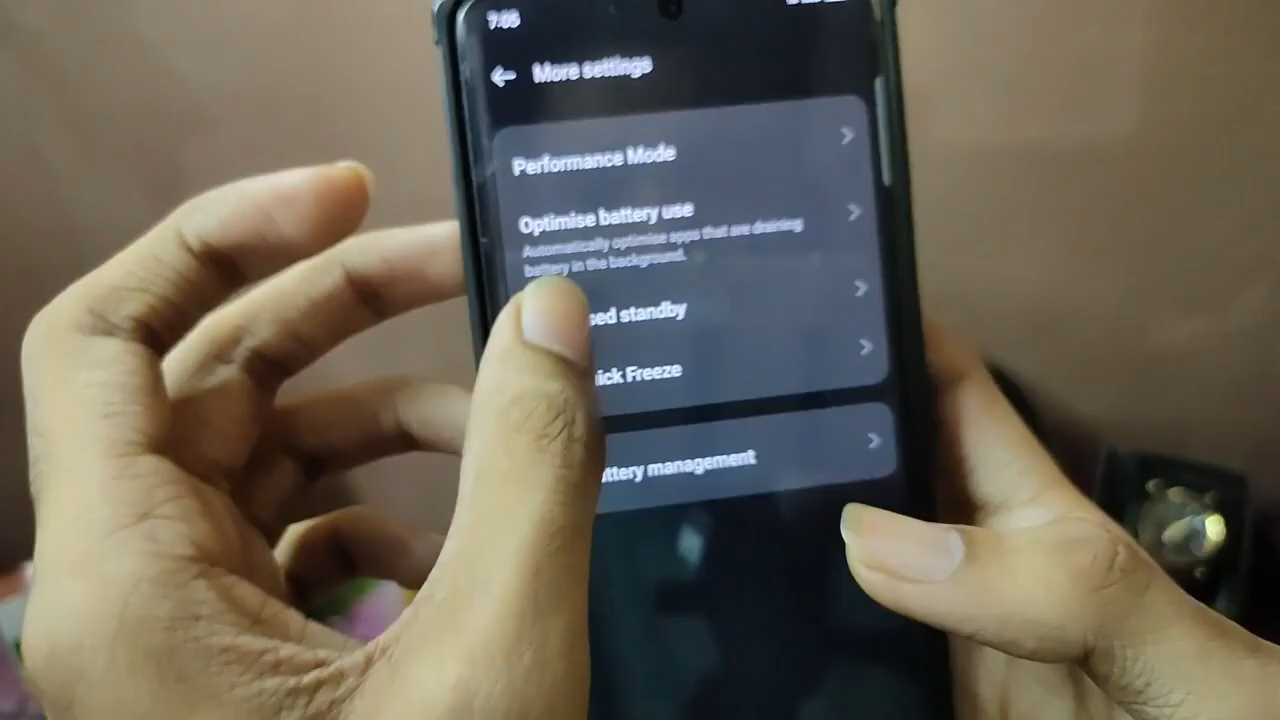 7:05
More settings
Performance Mode
Optimise battery use
Automatically optimise apps that are draining
battery in the background.
sed standby
ick Freeze
ttery management